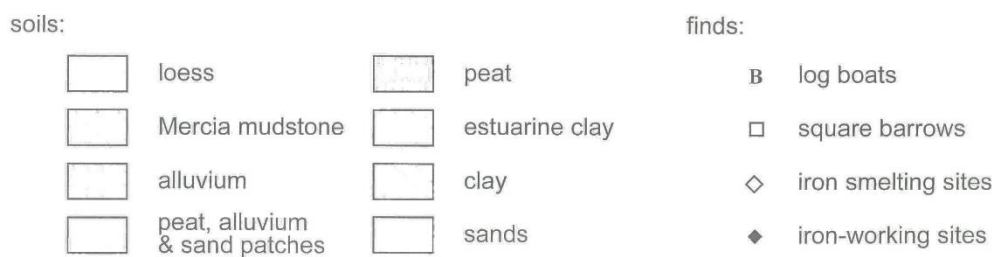 soils:
loess
Mercia mudstone
alluvium
peat, alluvium
& sand patches
peat
estuarine clay
clay
sands
finds:
B log boats
square barrows
iron smelting sites
iron-working sites